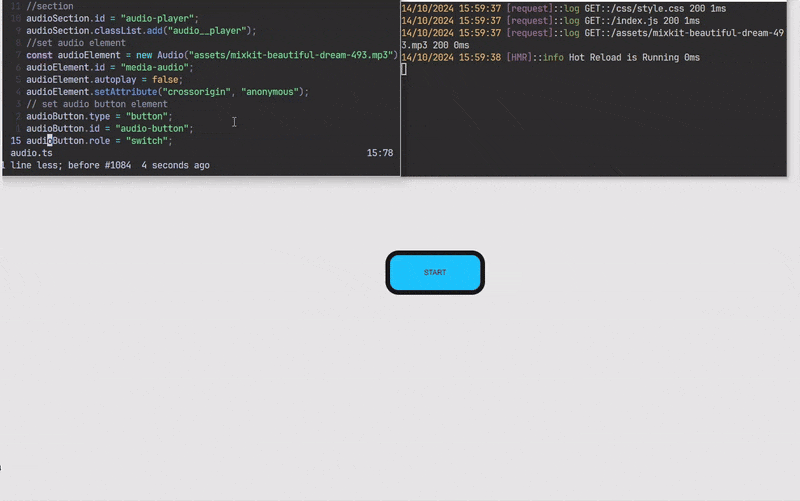 11 //section
10 audioSection.id = "audio-player";
9 audioSection.classList.add("audio__player");
8 //set audio element
7 const audioElement = new Audio("assets/mixkit-beautiful-dream-493.mp3")
6 audioElement.id = "media-audio";
5 audioElement.autoplay = false;
4 audioElement.setAttribute("crossorigin", "anonymous");
3 // set audio button element
2 audioButton.type = "button";
1 audioButton.id = "audio-button";
15 audioButton.role = "switch";
audio.ts 15:78
1 line less; before #1084 4 seconds ago
14/10/2024 15:59:37 [request]::log GET::/css/style.css 200 1ms
14/10/2024 15:59:37 [request]::log GET::/index.js 200 1ms
14/10/2024 15:59:37 [request]::log GET::/assets/mixkit-beautiful-dream-49
3.mp3 200 0ms
14/10/2024 15:59:38 [HMR]::info Hot Reload is Running 0ms
START